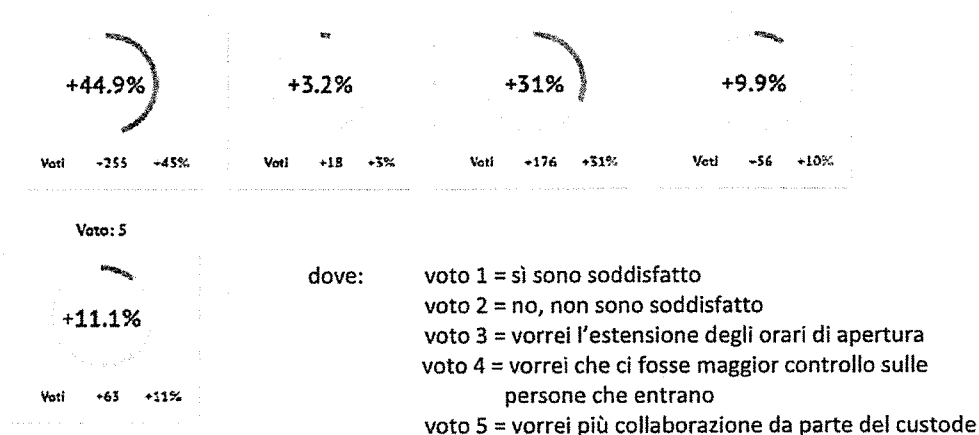 +44.9% +3.2% +31% +9.9%
Voti +255 +45% Voti +18 +3% Voti +176 +31% Voti +56 +10%
Voto: 5
+11.1%
Voti +63 +11%
dove: voto 1 = sì sono soddisfatto
voto 2 = no, non sono soddisfatto
voto 3 = vorrei l'estensione degli orari di apertura
voto 4 = vorrei che ci fosse maggior controllo sulle
persone che entrano
voto 5 = vorrei più collaborazione da parte del custode